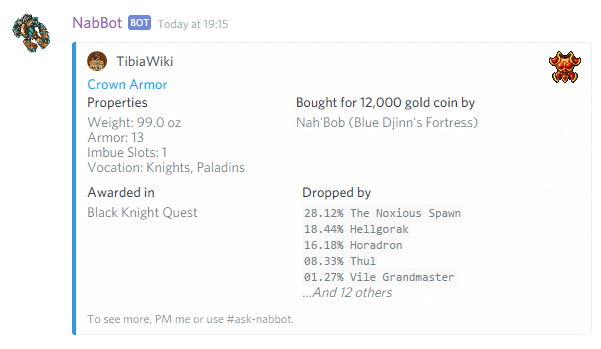 NabBot BOT Today at 19:15
TibiaWiki
Crown Armor
Properties
Weight: 99.0 oz
Armor: 13
Imbue Slots: 1
Vocation: Knights, Paladins
Bought for 12,000 gold coin by
Nah'Bob (Blue Djinn's Fortress)
Awarded in
Black Knight Quest
Dropped by
28.12% The Noxious Spawn
18.44% Hellgorak
16.18% Horadron
08.33% Thul
01.27% Vile Grandmaster
...And 12 others
To see more, PM me or use #ask-nabbot.